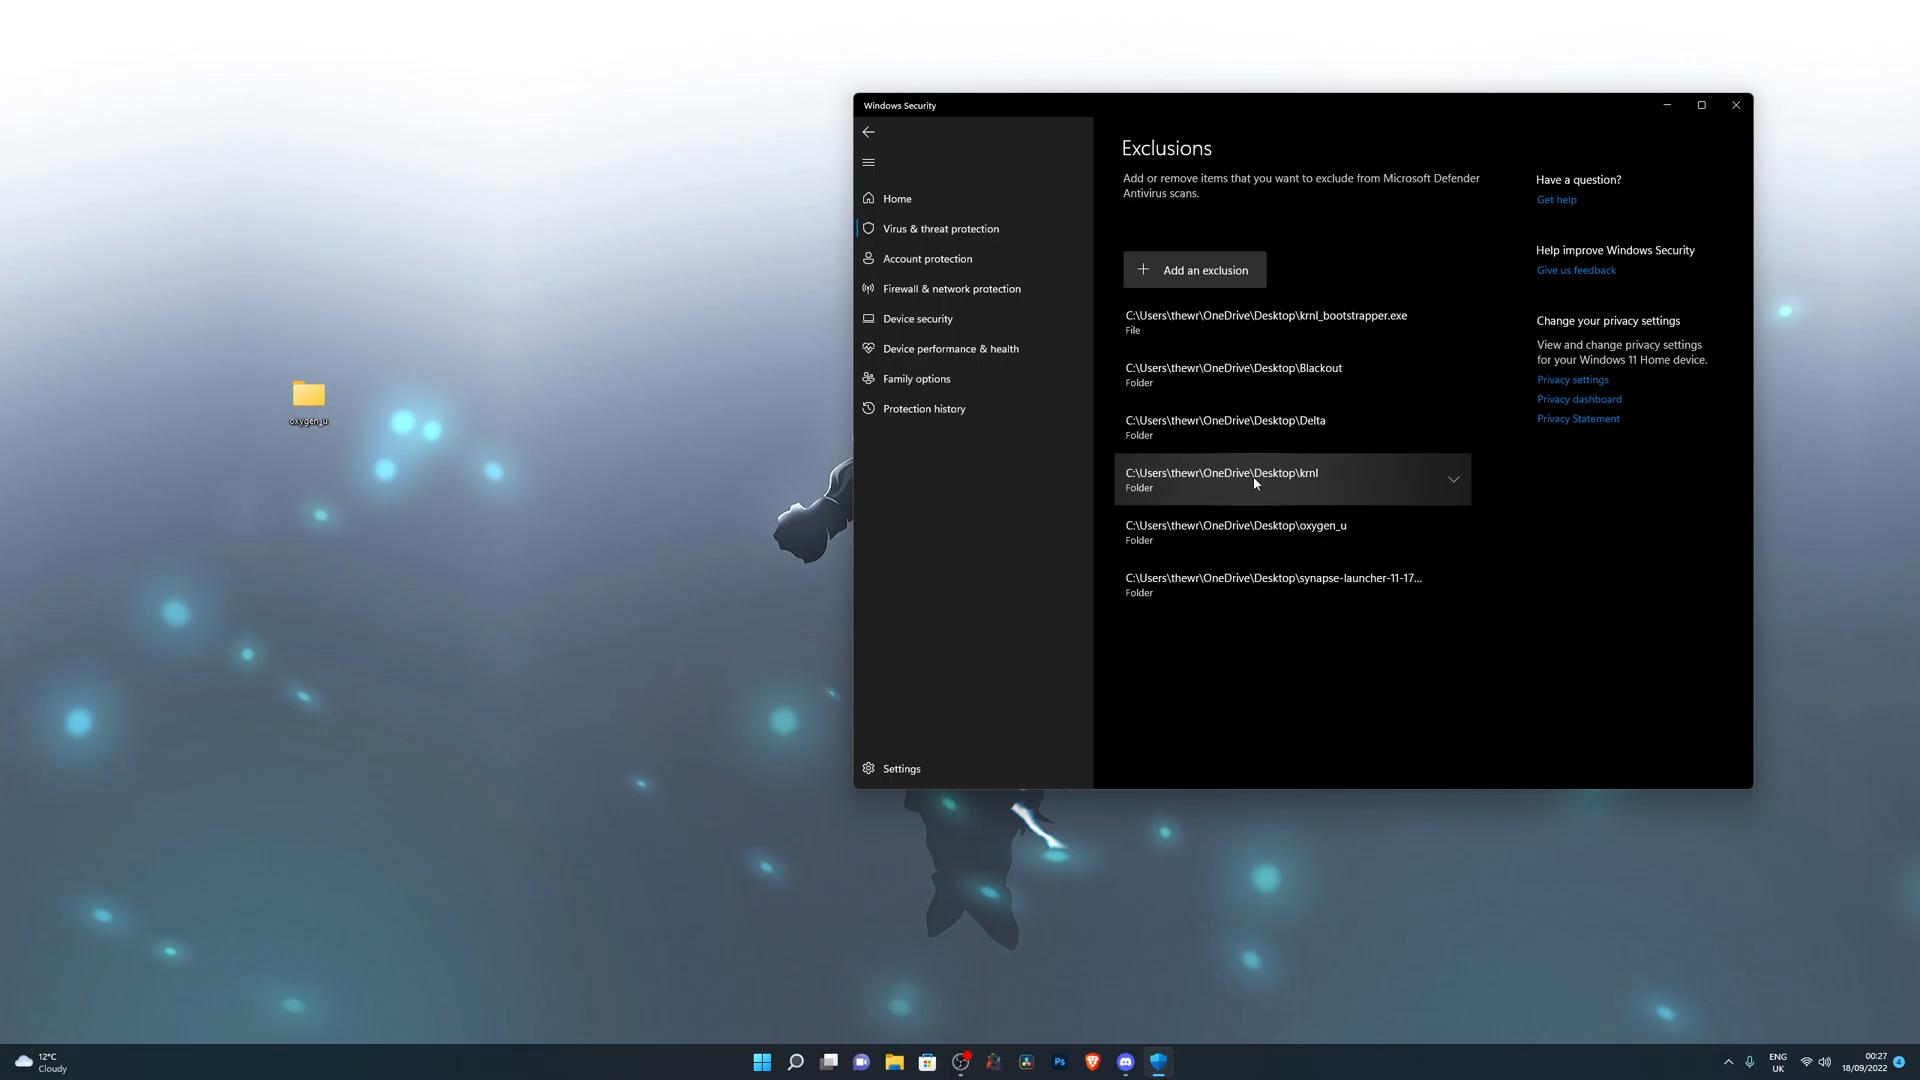 Windows Security
Home
Virus & threat protection
Account protection
Firewall & network protection
Device security
Device performance & health
Family options
Protection history
Settings
Exclusions
Add or remove items that you want to exclude from Microsoft Defender
Antivirus scans.
Add an exclusion
C:\Users\thewr\OneDrive\Desktop\krnl_bootstrapper.exe
File
C:\Users\thewr\OneDrive\Desktop\Blackout
Folder
C:\Users\thewr\OneDrive\Desktop\Delta
Folder
C:\Users\thewr\OneDrive\Desktop\krnl
Folder
C:\Users\thewr\OneDrive\Desktop\oxygen_u
Folder
C:\Users\thewr\OneDrive\Desktop\synapse-launcher-11-17...
Folder
Have a question?
Get help
Help improve Windows Security
Give us feedback
Change your privacy settings
View and change privacy settings
for your Windows 11 Home device.
Privacy settings
Privacy dashboard
Privacy Statement
oxygen_u
12°C
Cloudy
Ps
ENG
UK
00:27
18/09/2022
4